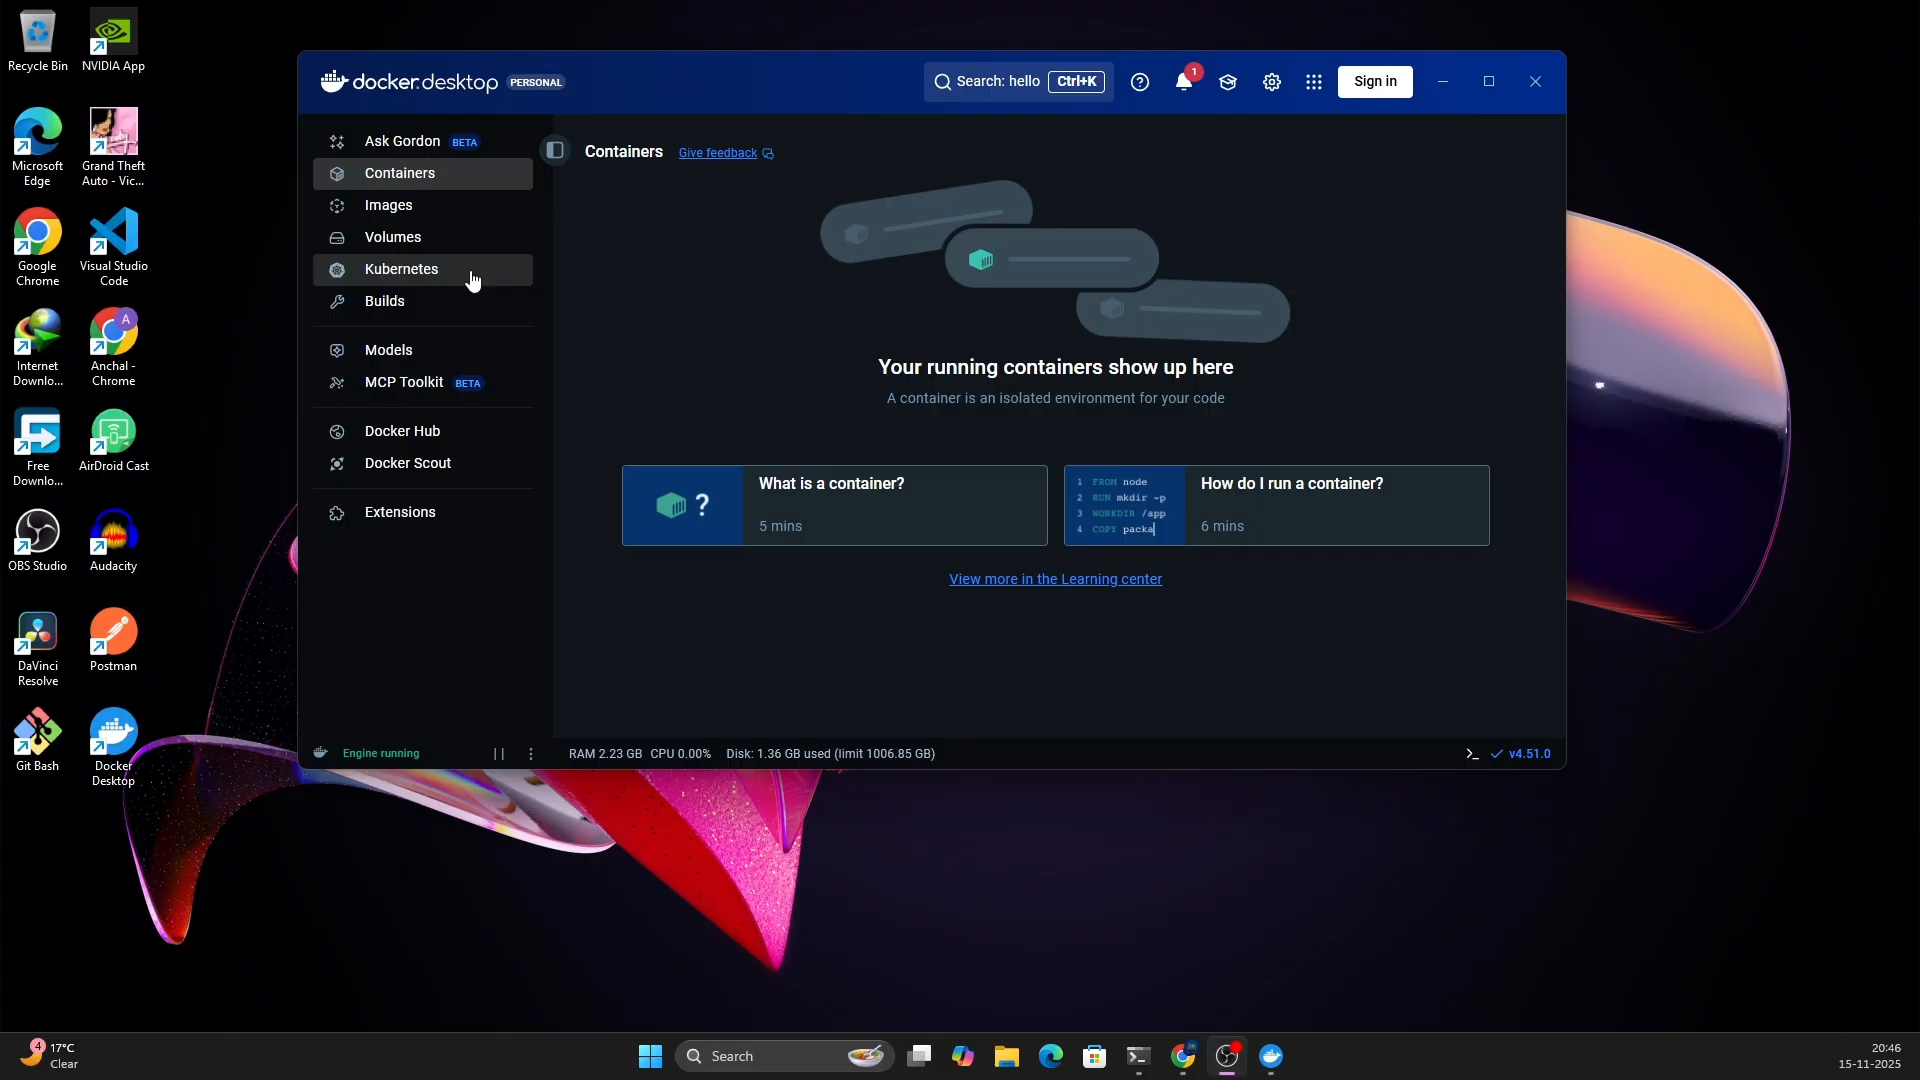 Recycle Bin
NVIDIA App
Microsoft
Edge
Grand Theft
Auto - Vic...
Google
Chrome
Visual Studio
Code
Internet
Downlo...
A
Anchal -
Chrome
Free
Downlo...
AirDroid Cast
OBS Studio
Audacity
DaVinci
Resolve
Postman
Git Bash
Docker
Desktop
docker.desktop PERSONAL
Search: hello Ctrl+K
1
Sign in
Ask Gordon BETA
Containers
Images
Volumes
Kubernetes
Builds
Models
MCP Toolkit BETA
Docker Hub
Docker Scout
Extensions
Containers Give feedback
Your running containers show up here
A container is an isolated environment for your code
?
What is a container?
5 mins
1 FROM node
2 RUN mkdir -p
3 WORKDIR /app
4 COPY packa
How do I run a container?
6 mins
View more in the Learning center
Engine running
RAM 2.23 GB CPU 0.00% Disk: 1.36 GB used (limit 1006.85 GB)
v4.51.0
4
17°C
Clear
Search
20:46
15-11-2025